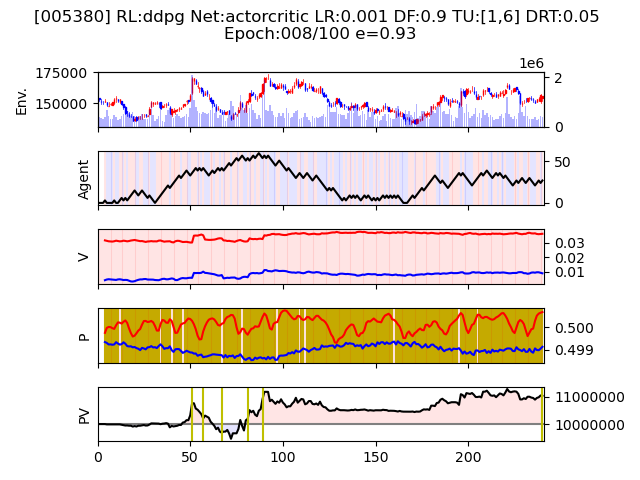 [005380] RL:ddpg Net:actorcritic LR:0.001 DF:0.9 TU:[1,6] DRT:0.05
Epoch:008/100 e=0.93
1e6
175000
150000
Env.
2
0
Agent
50
0
V
0.03
0.02
0.01
P
0.500
0.499
PV
11000000
10000000
0
50
100
150
200